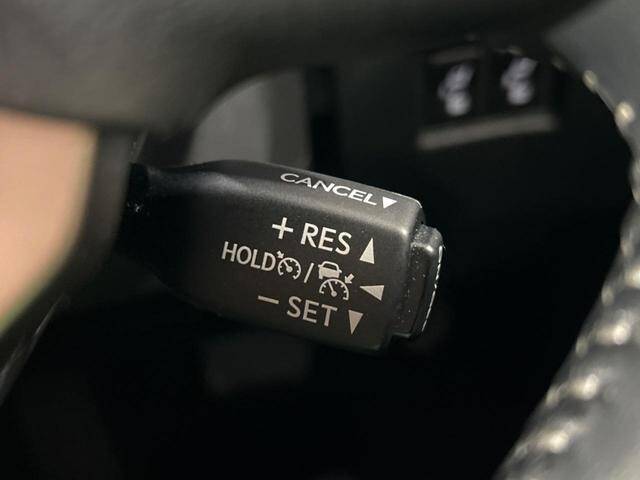 CANCEL▼
+ RES ▲
HOLD / ◀
− SET ▼